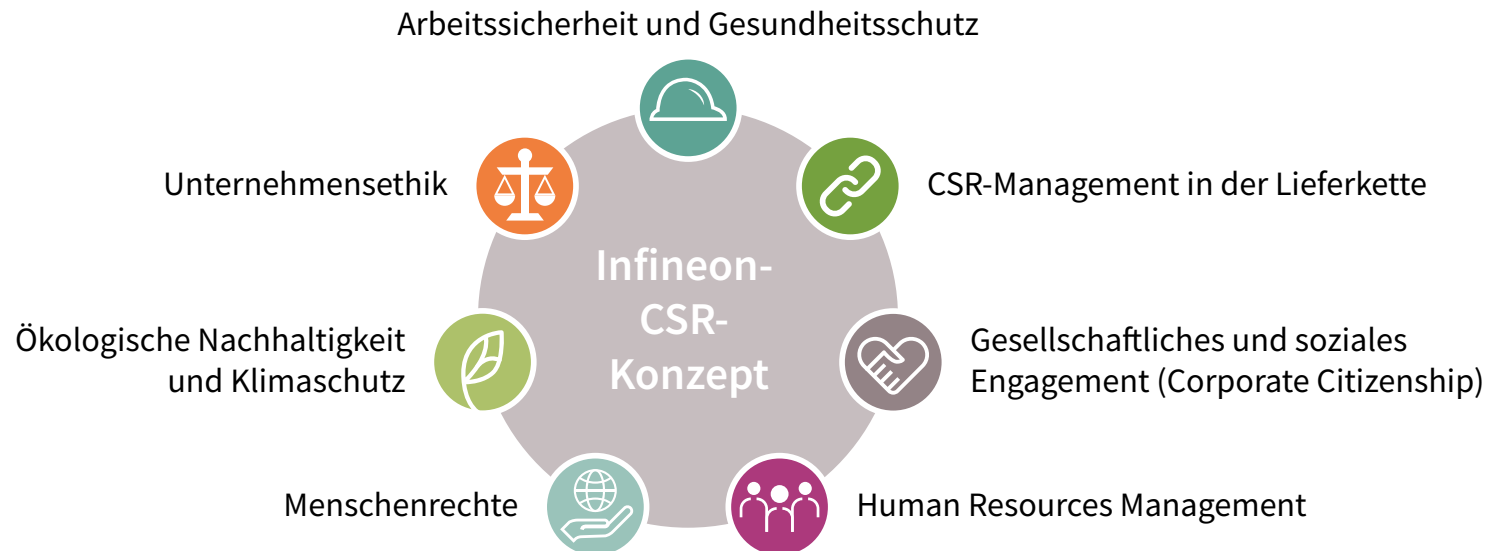 Arbeitssicherheit und Gesundheitsschutz
Unternehmensethik
CSR-Management in der Lieferkette
Infineon-
CSR-
Konzept
Ökologische Nachhaltigkeit
und Klimaschutz
Gesellschaftliches und soziales
Engagement (Corporate Citizenship)
Menschenrechte
Human Resources Management